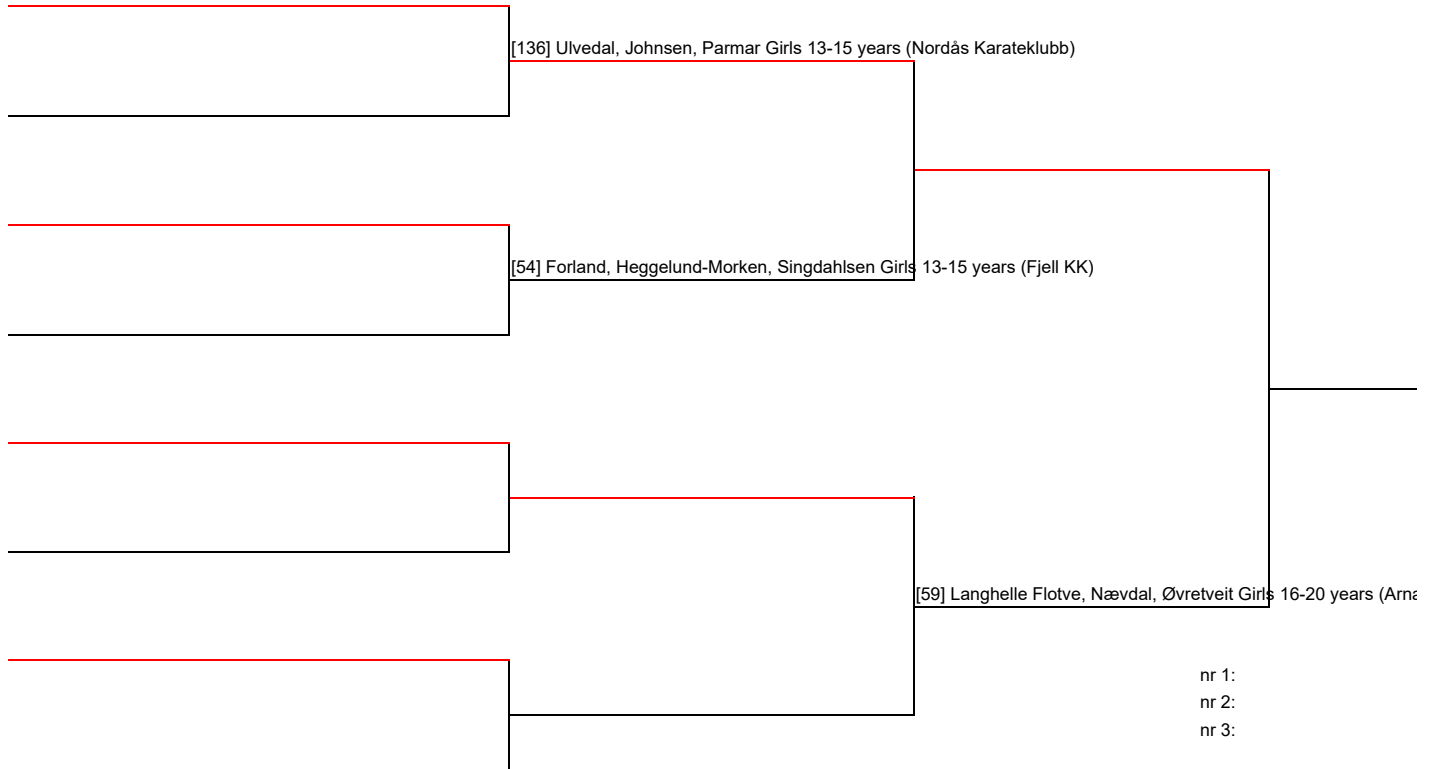 [136] Ulvedal, Johnsen, Parmar Girls 13-15 years (Nordås Karateklubb)
[54] Forland, Heggelund-Morken, Singdahlsen Girls 13-15 years (Fjell KK)
[59] Langhelle Flotve, Nævdal, Øvretveit Girls 16-20 years (Arna
nr 1:
nr 2:
nr 3: